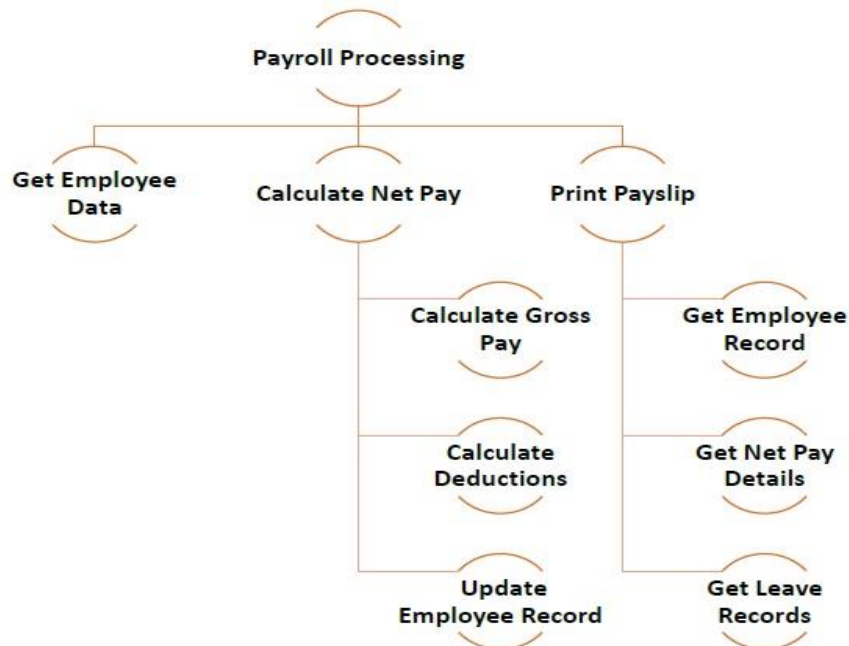 Payroll Processing
Get Employee
Data
Calculate Net Pay
Print Payslip
Calculate Gross
Pay
Get Employee
Record
Calculate
Deductions
Get Net Pay
Details
Update
Employee Record
Get Leave
Records